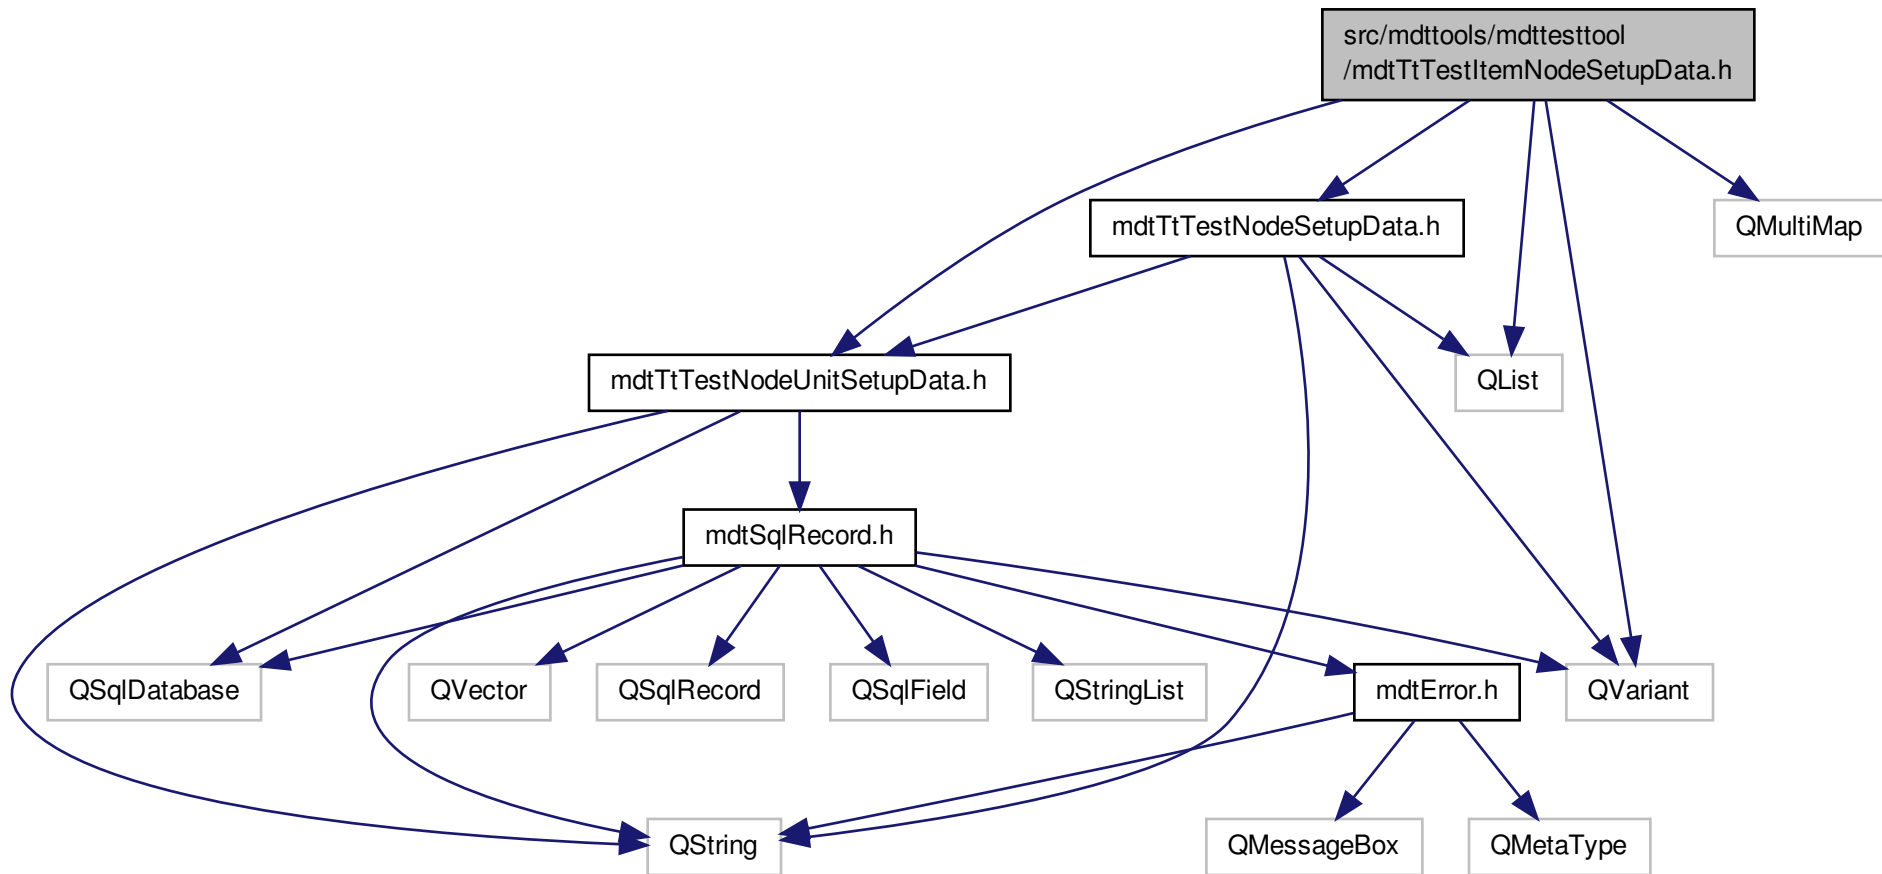 src/mdttools/mdttesttool
/mdtTtTestItemNodeSetupData.h
mdtTtTestNodeSetupData.h
QMultiMap
mdtTtTestNodeUnitSetupData.h
QList
mdtSqlRecord.h
QSqlDatabase
QVector
QSqlRecord
QSqlField
QStringList
mdtError.h
QVariant
QString
QMessageBox
QMetaType